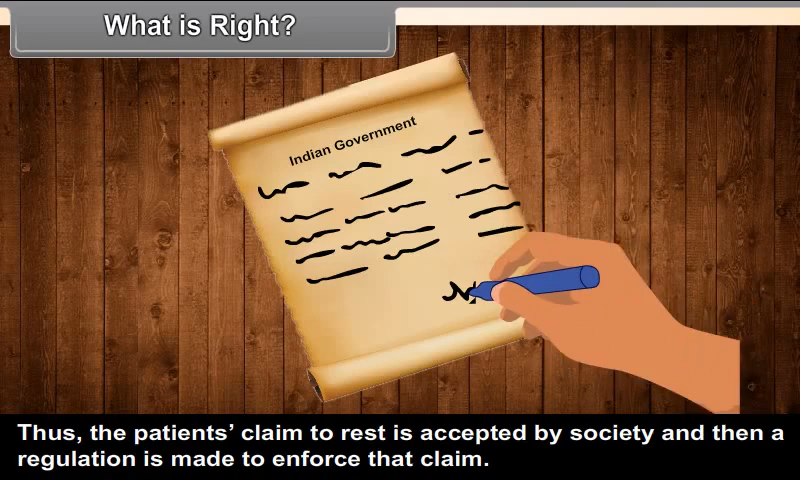 What is Right?
Indian Government
Thus, the patients’ claim to rest is accepted by society and then a
regulation is made to enforce that claim.